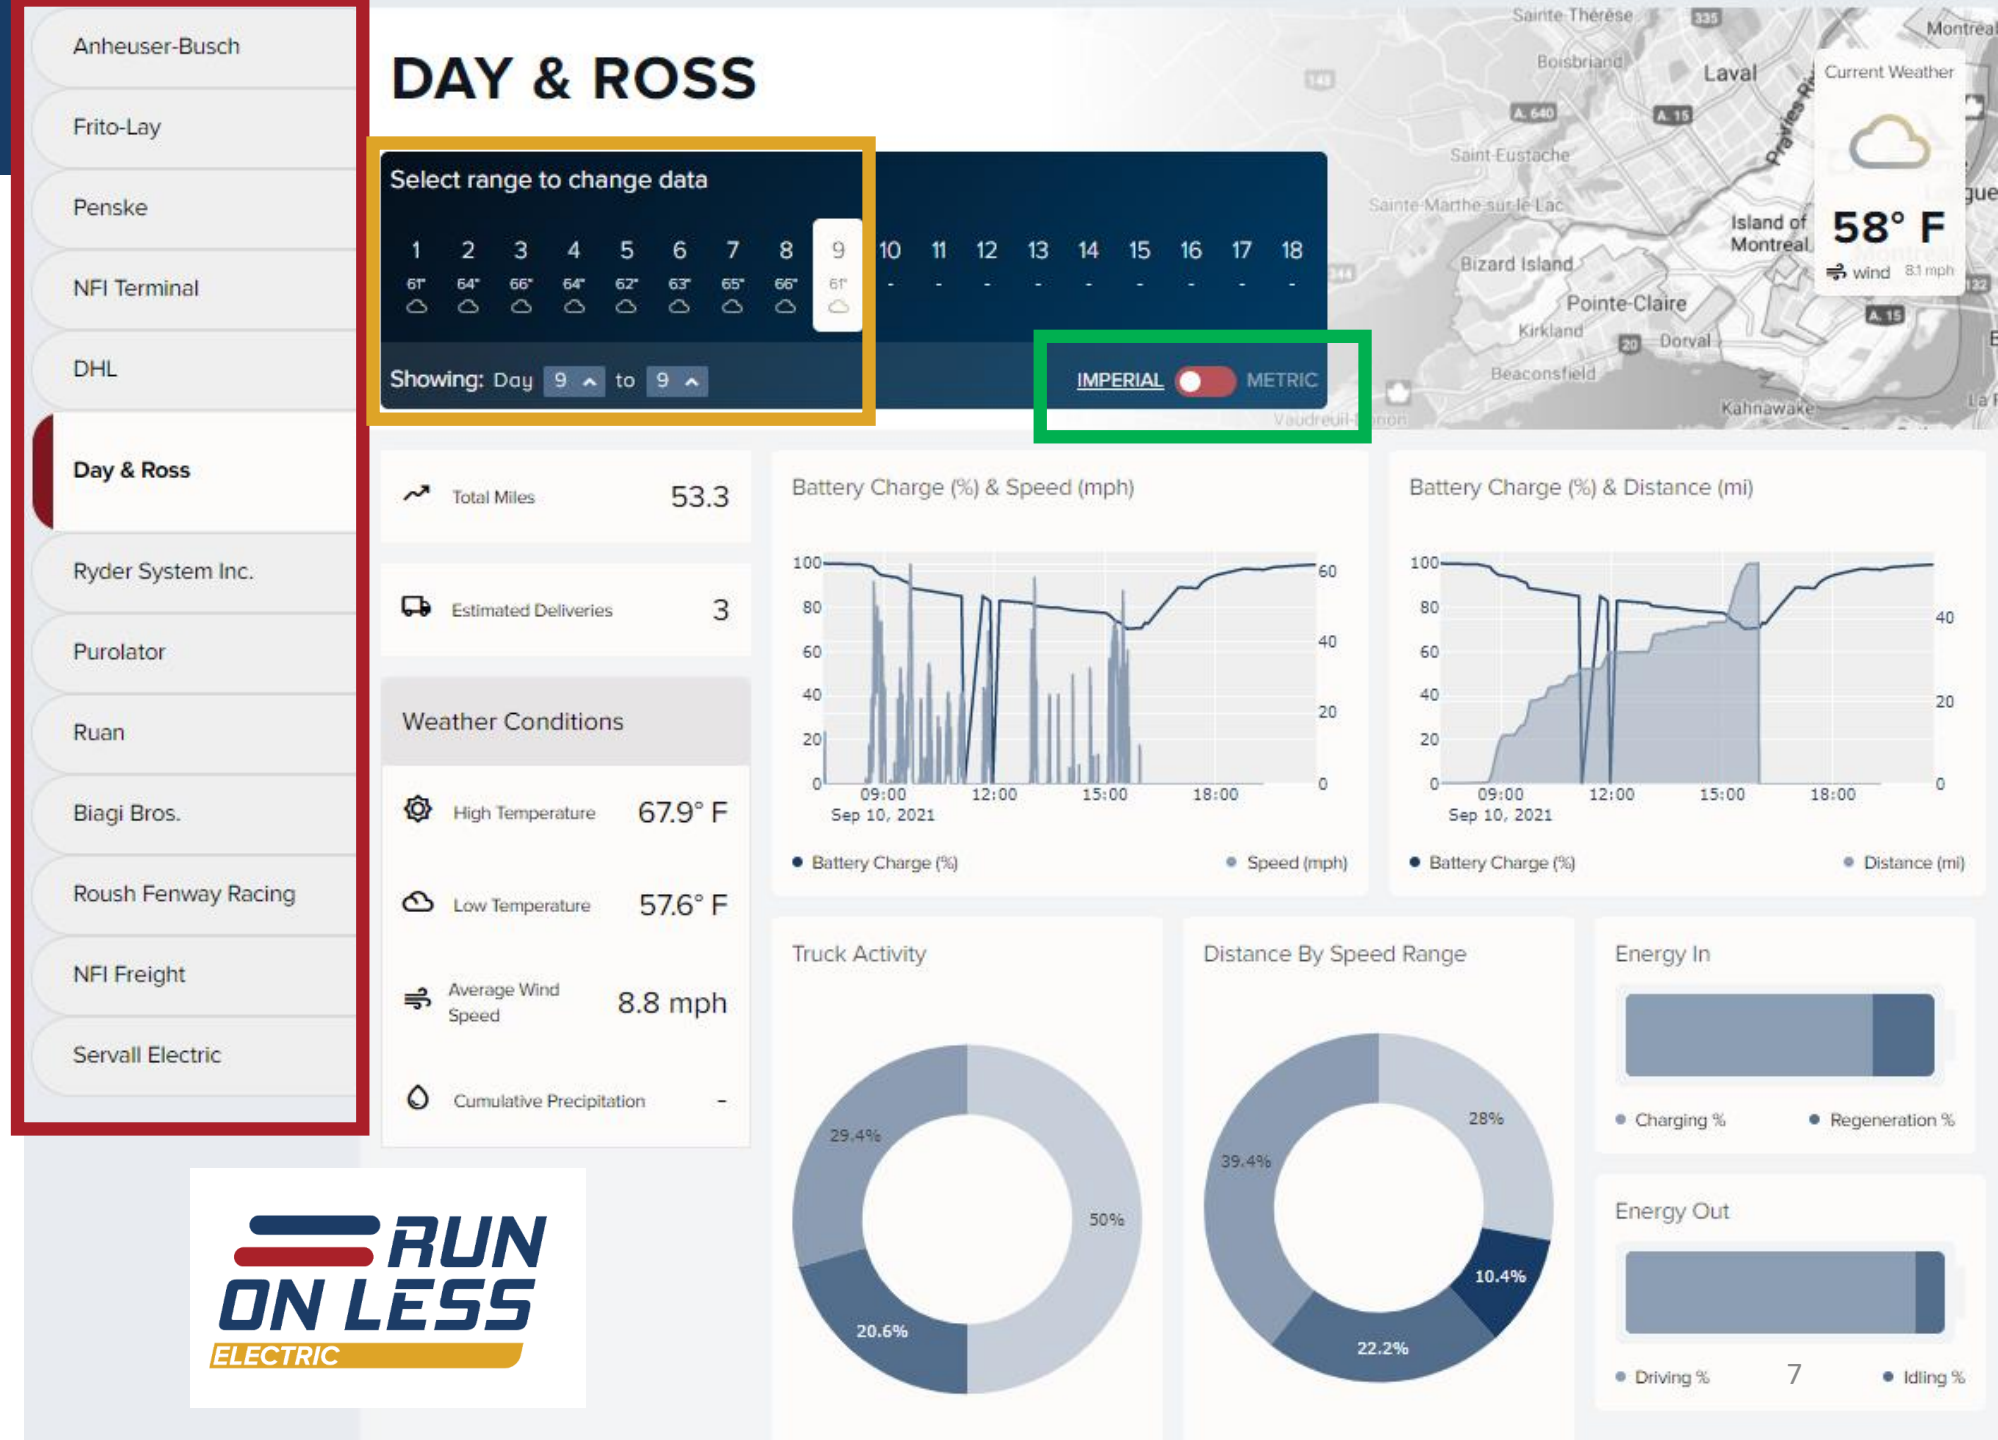 Anheuser-Busch
Frito-Lay
Penske
NFI Terminal
DHL
Day & Ross
Ryder System Inc.
Purolator
Ruan
Biagi Bros.
Roush Fenway Racing
NFI Freight
Servall Electric
DAY & ROSS
Select range to change data
1 2 3 4 5 6 7 8 9 10 11 12 13 14 15 16 17 18
61° 64° 66° 64° 62° 63° 65° 66° 61° - - - - - - - - -
Showing: Day 9 to 9
IMPERIAL METRIC
Sainte-Thérèse
335
Montréal
Boisbriand
Laval
148
A. 640
A. 15
Saint-Eustache
Sainte-Marthe-sur-le-Lac
Island of
Montreal
Bizard Island
344
Pointe-Claire
Kirkland
20
Dorval
Beaconsfield
Kahnawake
A. 15
132
Current Weather
58° F
wind 8.1 mph
Total Miles 53.3
Estimated Deliveries 3
Weather Conditions
High Temperature 67.9° F
Low Temperature 57.6° F
Average Wind
Speed
8.8 mph
Cumulative Precipitation -
Battery Charge (%) & Speed (mph)
100
80
60
40
20
0
60
40
20
0
09:00 12:00 15:00 18:00
Sep 10, 2021
Battery Charge (%) Speed (mph)
Battery Charge (%) & Distance (mi)
100
80
60
40
20
0
40
20
0
09:00 12:00 15:00 18:00
Sep 10, 2021
Battery Charge (%) Distance (mi)
Truck Activity
29.4%
50%
20.6%
Distance By Speed Range
28%
39.4%
10.4%
22.2%
Energy In
Charging % Regeneration %
Energy Out
Driving % Idling %
7
RUN
ON LESS
ELECTRIC